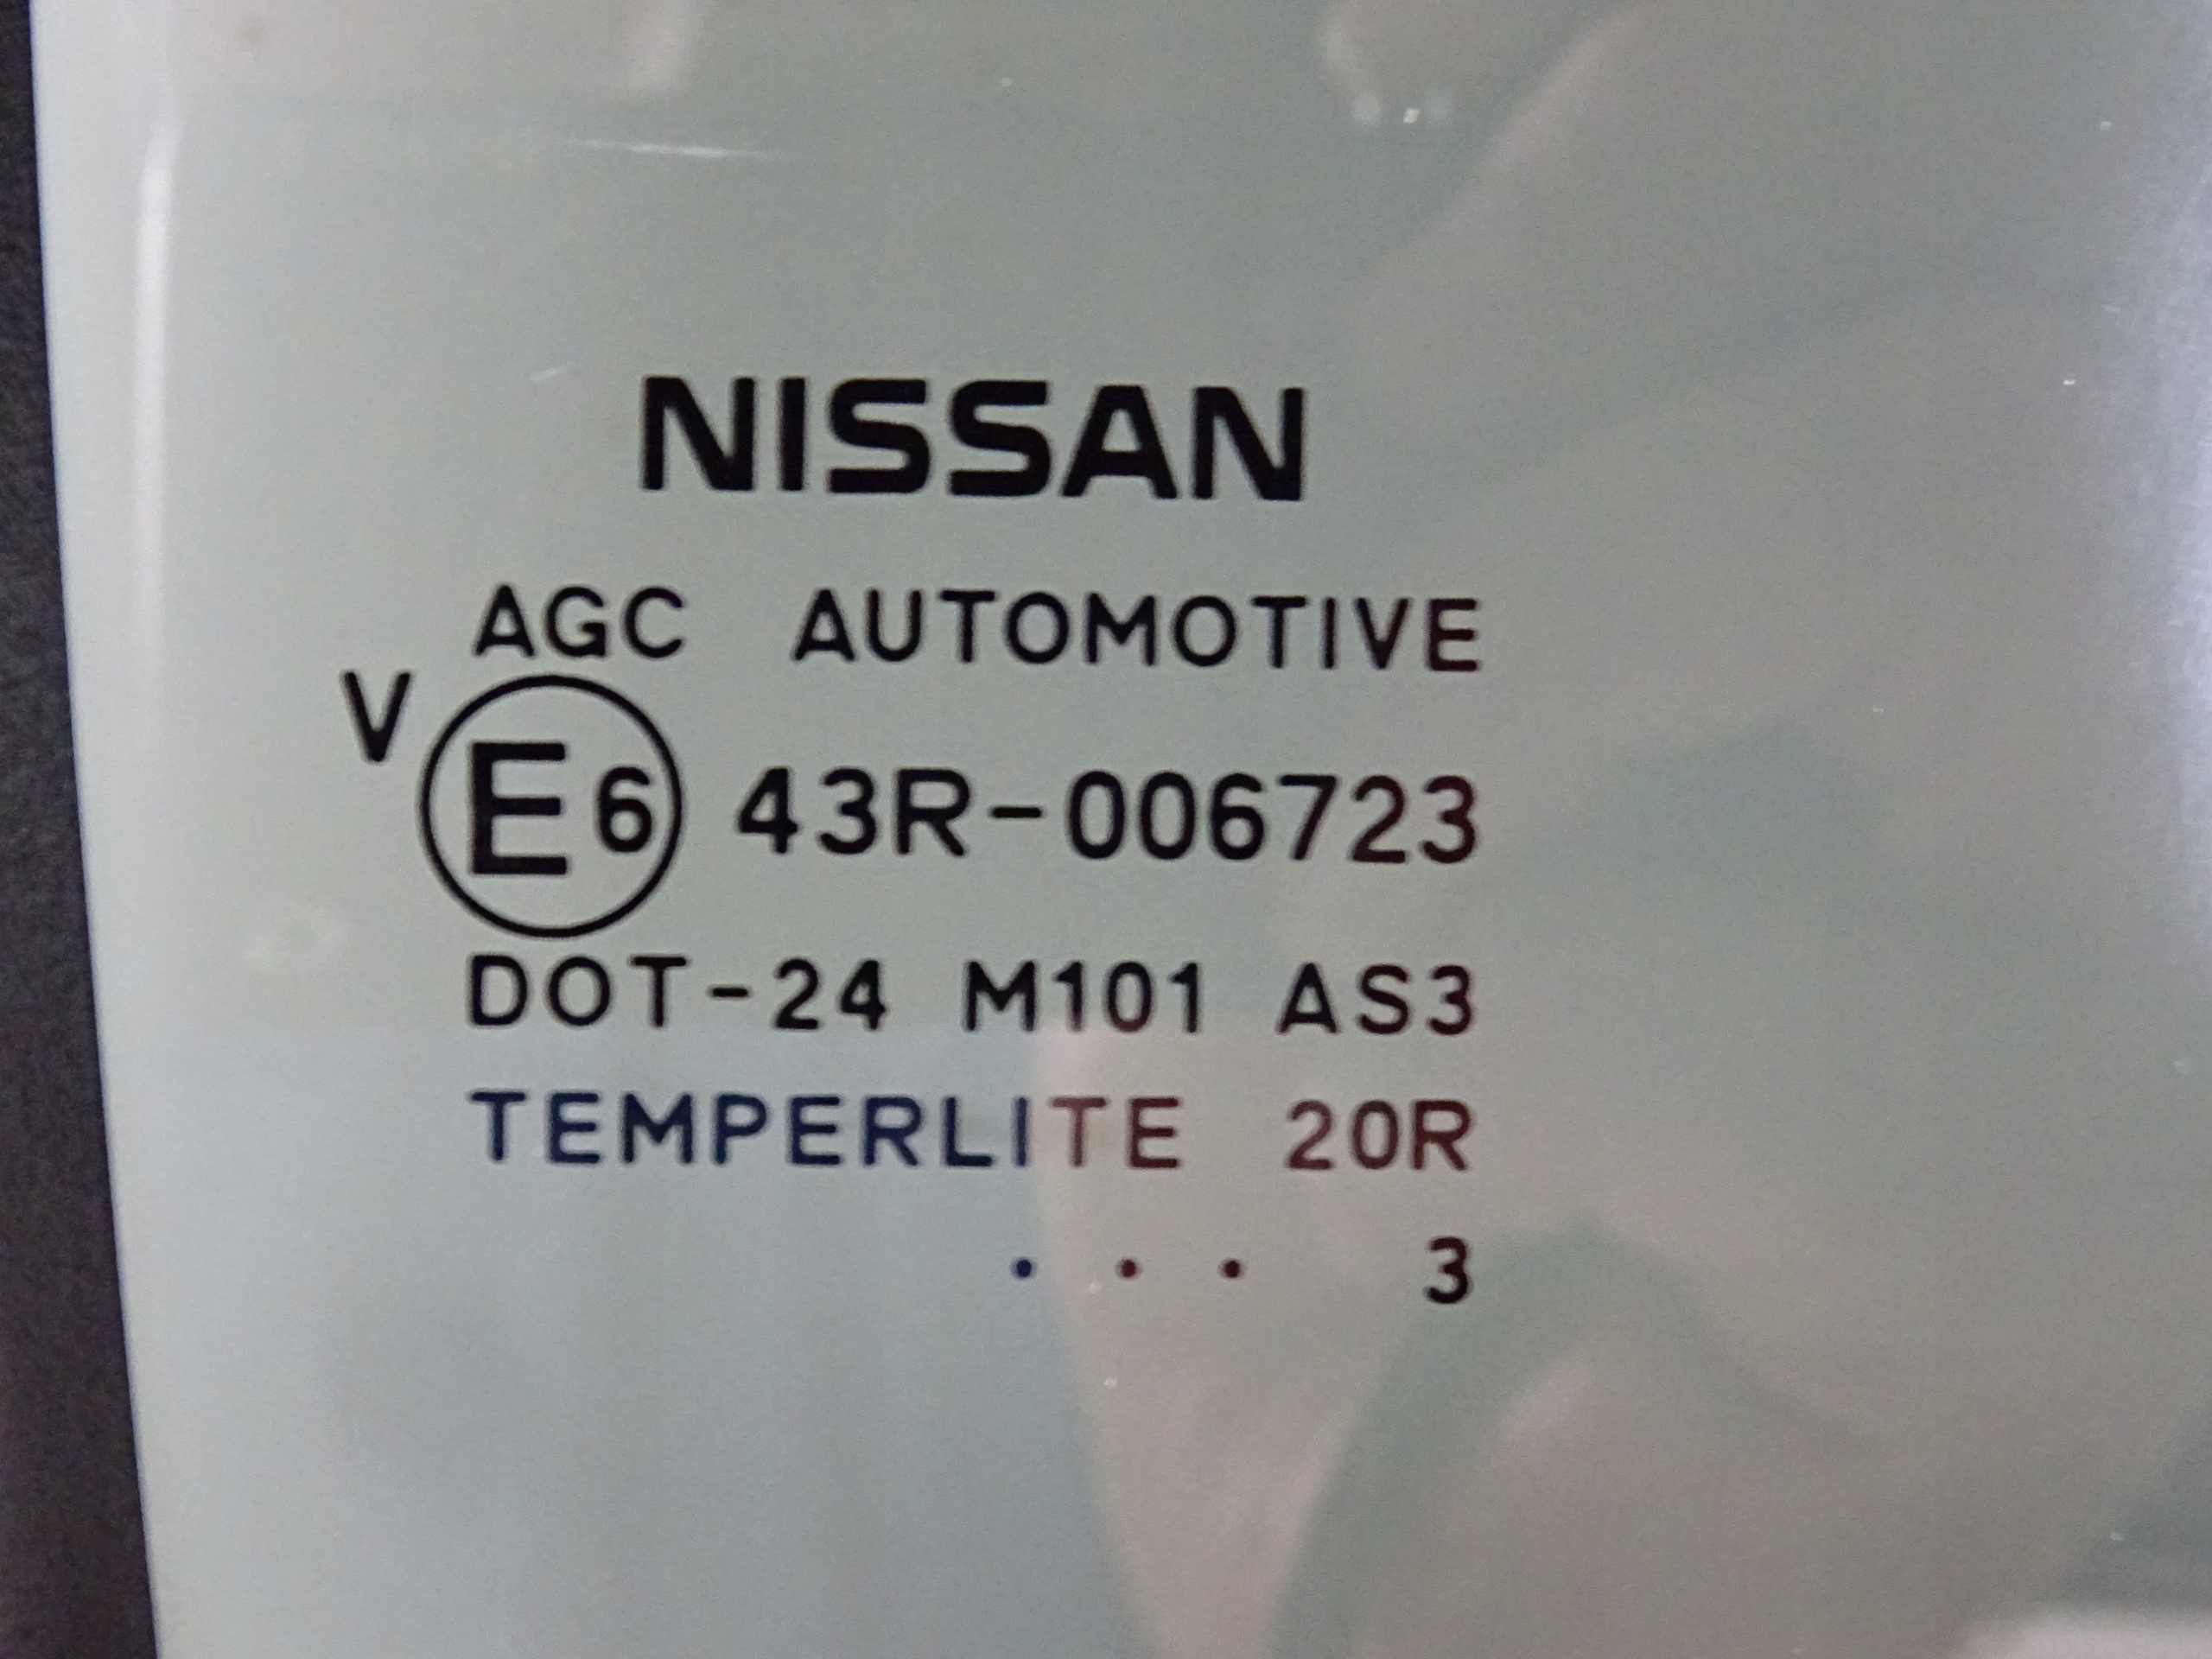 NISSAN
AGC AUTOMOTIVE
V
E6 43R-006723
DOT-24 M101 AS3
TEMPERLITE 20R
. . . 3